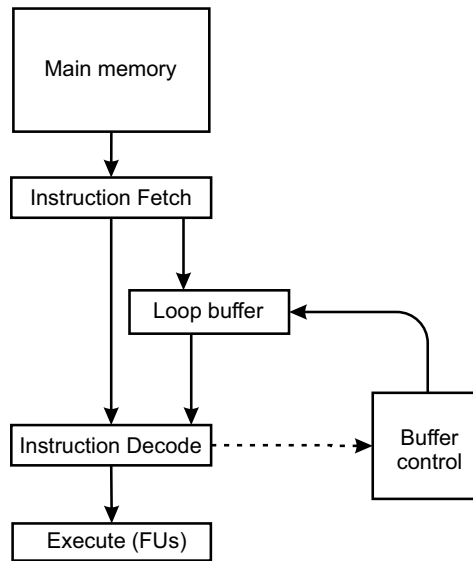 Main memory
Instruction Fetch
Loop buffer
Instruction Decode
Buffer
control
Execute (FUs)